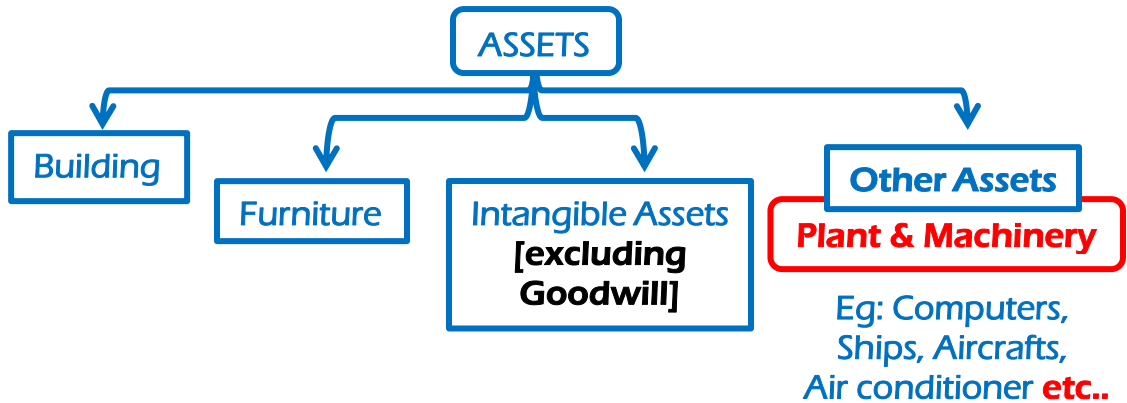 ASSETS
Building
Furniture
Intangible Assets
[excluding
Goodwill]
Other Assets
Plant & Machinery
Eg: Computers,
Ships, Aircrafts,
Air conditioner etc..